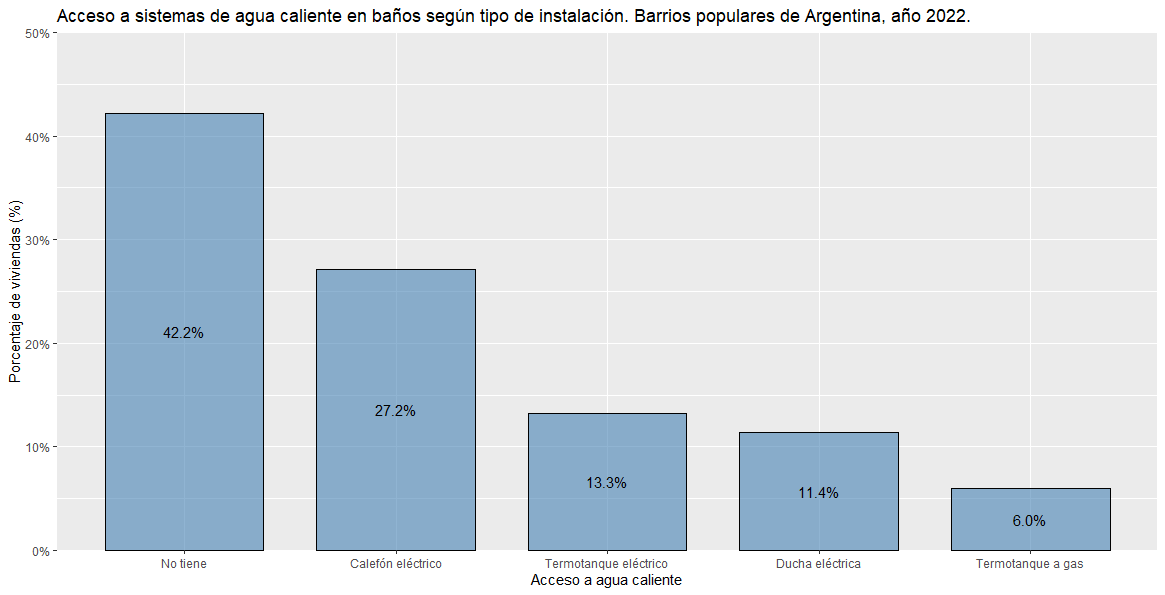 Acceso a sistemas de agua caliente en baños según tipo de instalación. Barrios populares de Argentina, año 2022.
Porcentaje de viviendas (%)
50%
40%
30%
20%
10%
0%
42.2%
27.2%
13.3%
11.4%
6.0%
No tiene
Calefón eléctrico
Termotanque eléctrico
Ducha eléctrica
Termotanque a gas
Acceso a agua caliente